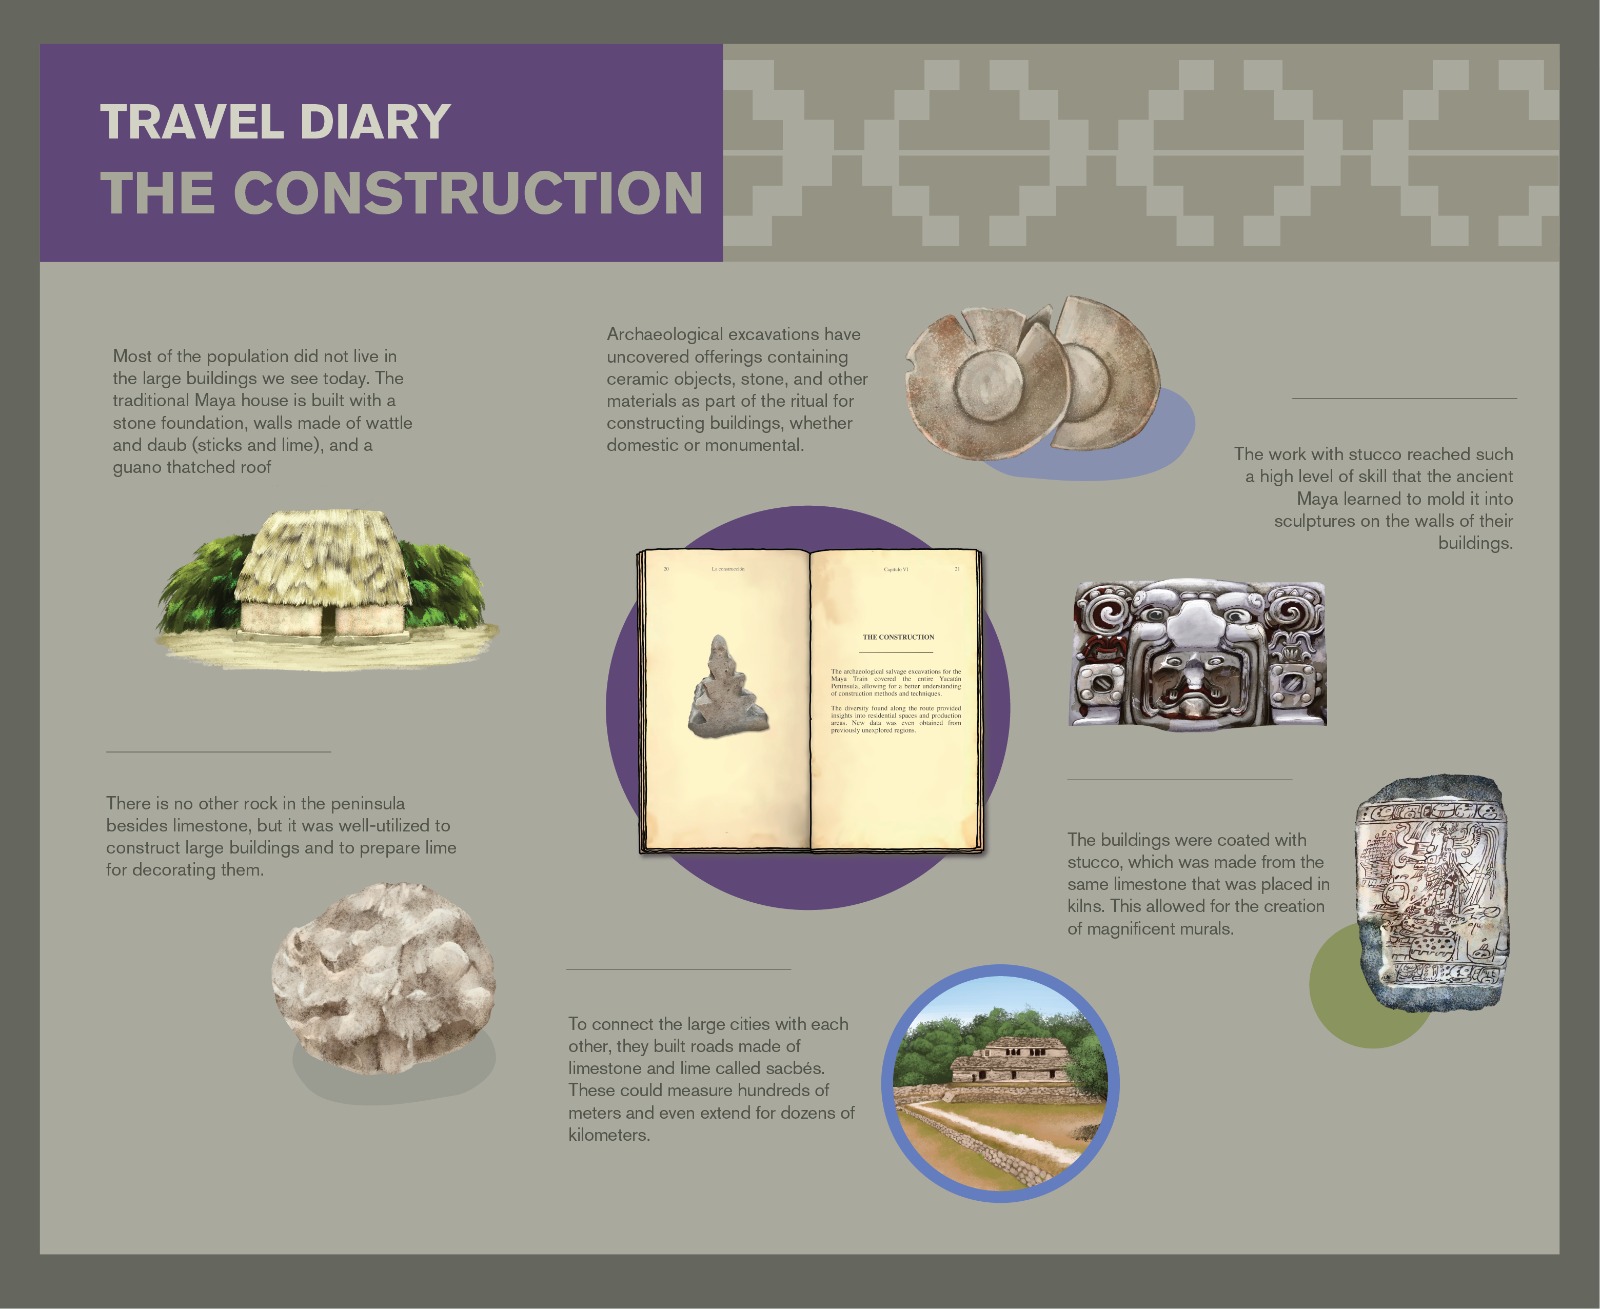 TRAVEL DIARY
THE CONSTRUCTION
Most of the population did not live in
the large buildings we see today. The
traditional Maya house is built with a
stone foundation, walls made of wattle
and daub (sticks and lime), and a
guano thatched roof
Archaeological excavations have
uncovered offerings containing
ceramic objects, stone, and other
materials as part of the ritual for
constructing buildings, whether
domestic or monumental.
The work with stucco reached such
a high level of skill that the ancient
Maya learned to mold it into
sculptures on the walls of their
buildings.
20 La construcción
Capítulo VI 21
THE CONSTRUCTION
The archaeological salvage excavations for the
Maya Train covered the entire Yucatán
Peninsula, allowing for a better understanding
of construction methods and techniques.
The diversity found along the route provided
insights into residential spaces and production
areas. New data was even obtained from
previously unexplored regions.
There is no other rock in the peninsula
besides limestone, but it was well-utilized to
construct large buildings and to prepare lime
for decorating them.
The buildings were coated with
stucco, which was made from the
same limestone that was placed in
kilns. This allowed for the creation
of magnificent murals.
To connect the large cities with each
other, they built roads made of
limestone and lime called sacbés.
These could measure hundreds of
meters and even extend for dozens of
kilometers.